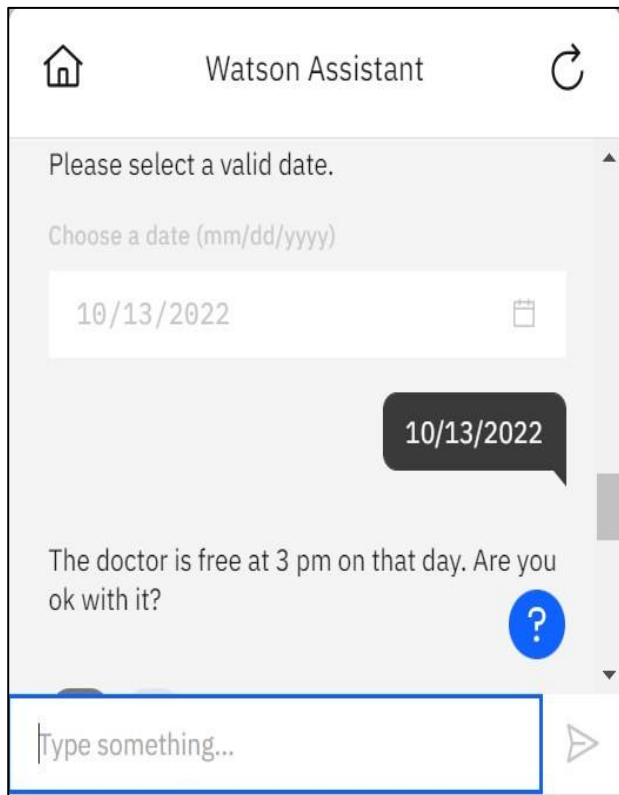 Watson Assistant
Please select a valid date.
Choose a date (mm/dd/yyyy)
10/13/2022
10/13/2022
The doctor is free at 3 pm on that day. Are you
ok with it?
?
Type something...